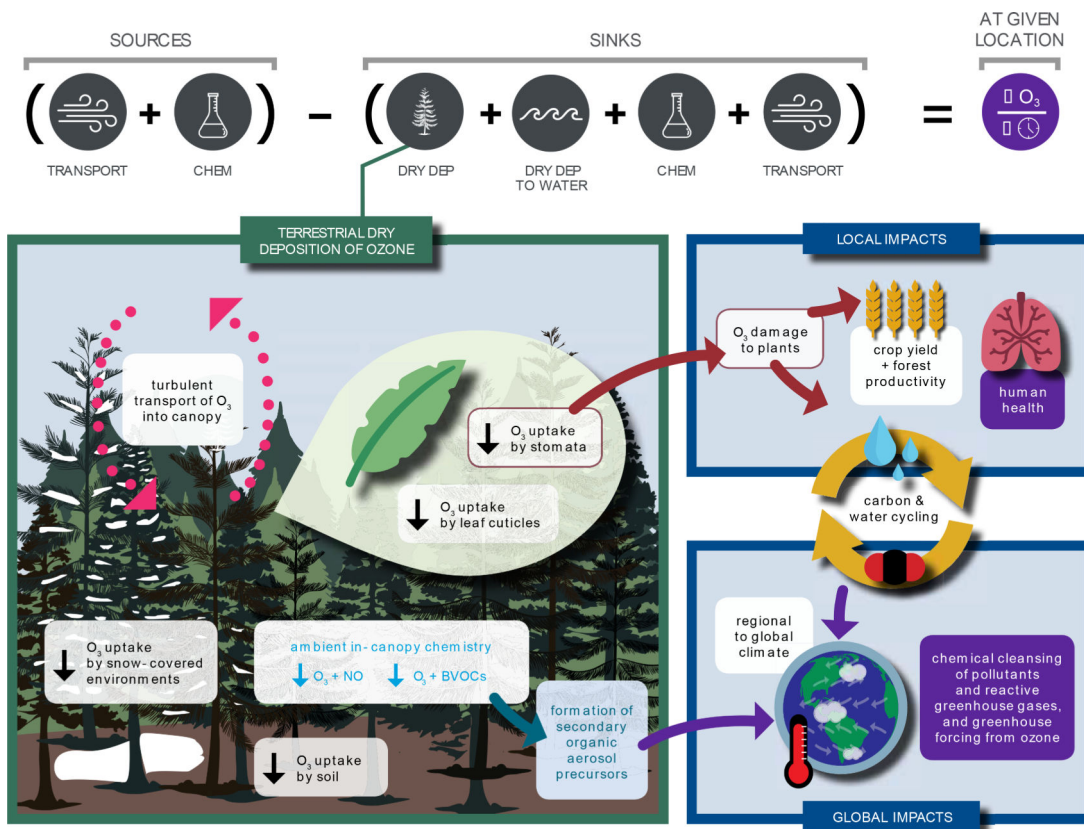 SOURCES
SINKS
AT GIVEN
LOCATION
( + ) − ( + + + ) =
▯ O₃
▯
TRANSPORT
CHEM
DRY DEP
DRY DEP
TO WATER
CHEM
TRANSPORT
TERRESTRIAL DRY
DEPOSITION OF OZONE
turbulent
transport of O₃
into canopy
O₃ uptake
by stomata
O₃ uptake
by leaf cuticles
O₃ uptake
by snow-covered
environments
ambient in-canopy chemistry
O₃ + NO
O₃ + BVOCs
O₃ uptake
by soil
formation of
secondary
organic
aerosol
precursors
LOCAL IMPACTS
O₃ damage
to plants
crop yield
+ forest
productivity
human
health
carbon &
water cycling
regional
to global
climate
chemical cleansing
of pollutants
and reactive
greenhouse gases,
and greenhouse
forcing from ozone
GLOBAL IMPACTS